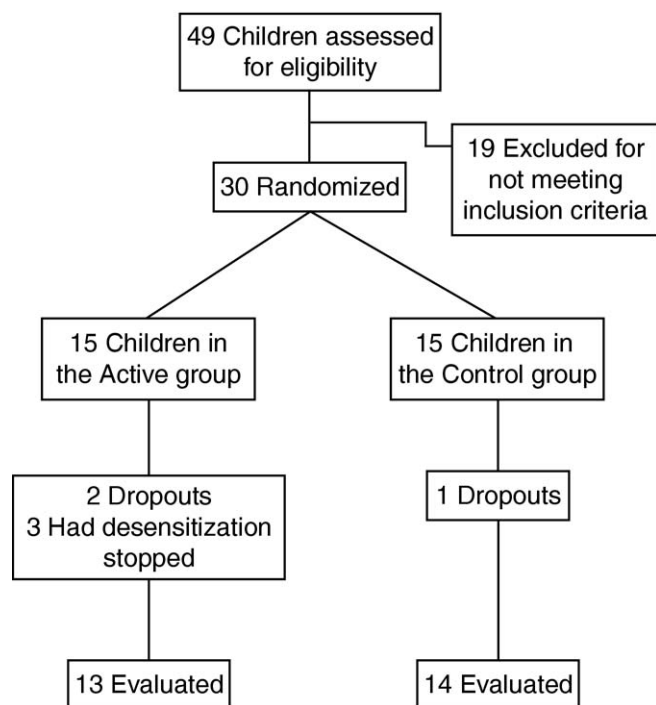 49 Children assessed
for eligibility
19 Excluded for
not meeting
inclusion criteria
30 Randomized
15 Children in
the Active group
15 Children in
the Control group
2 Dropouts
3 Had desensitization
stopped
1 Dropouts
13 Evaluated
14 Evaluated